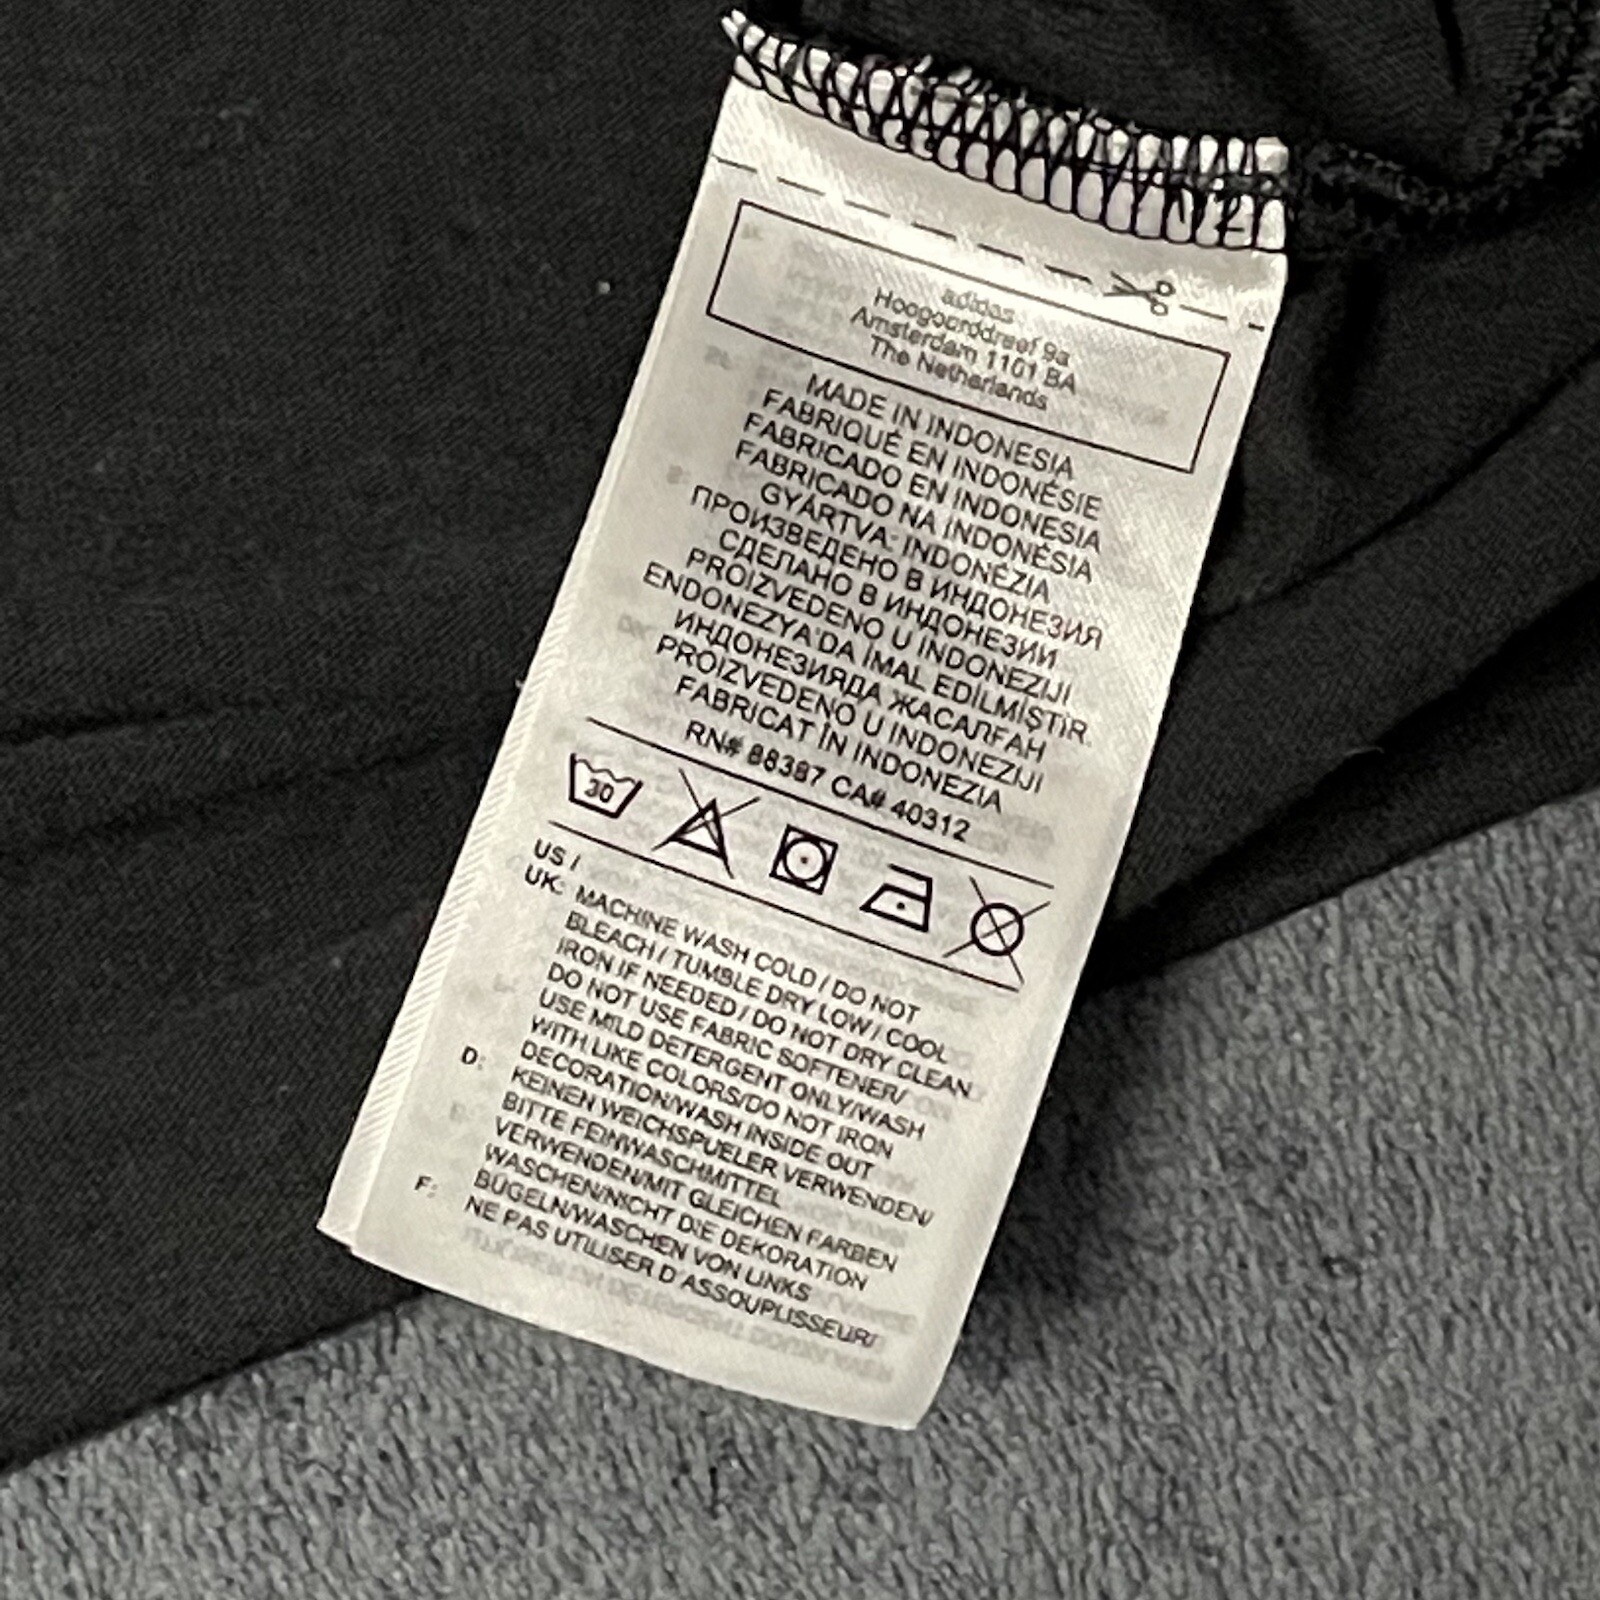 adidas
Hoogoorddreef 9a
Amsterdam 1101 BA
The Netherlands
MADE IN INDONESIA
FABRIQUÉ EN INDONÉSIE
FABRICADO EN INDONESIA
FABRICADO NA INDONÉSIA
GYÁRTVA: INDONÉZIA
ПРОИЗВЕДЕНО В ИНДОНЕЗИЯ
СДЕЛАНО В ИНДОНЕЗИИ
PROIZVEDENO U INDONEZIJI
ENDONEZYA'DA İMAL EDİLMİŞTİR.
ИНДОНЕЗИЯДА ЖАСАЛҒАН
PROIZVEDENO U INDONEZIJI
FABRICAT ÎN INDONEZIA
RN# 88387 CA# 40312
30
US /
UK: MACHINE WASH COLD / DO NOT
BLEACH / TUMBLE DRY LOW / COOL
IRON IF NEEDED / DO NOT DRY CLEAN
DO NOT USE FABRIC SOFTENER/
USE MILD DETERGENT ONLY/WASH
WITH LIKE COLORS/DO NOT IRON
DECORATION/WASH INSIDE OUT
D: KEINEN WEICHSPUELER VERWENDEN/
BITTE FEINWASCHMITTEL
VERWENDEN/MIT GLEICHEN FARBEN
WASCHEN/NICHT DIE DEKORATION
BÜGELN/WASCHEN VON LINKS
F: NE PAS UTILISER D ASSOUPLISSEUR/